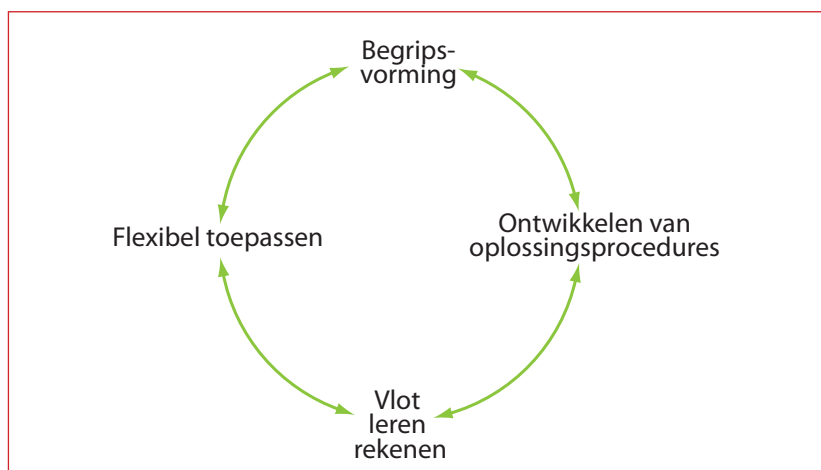 Begrips-
vorming
Flexibel toepassen
Ontwikkelen van
oplossingsprocedures
Vlot
leren
rekenen